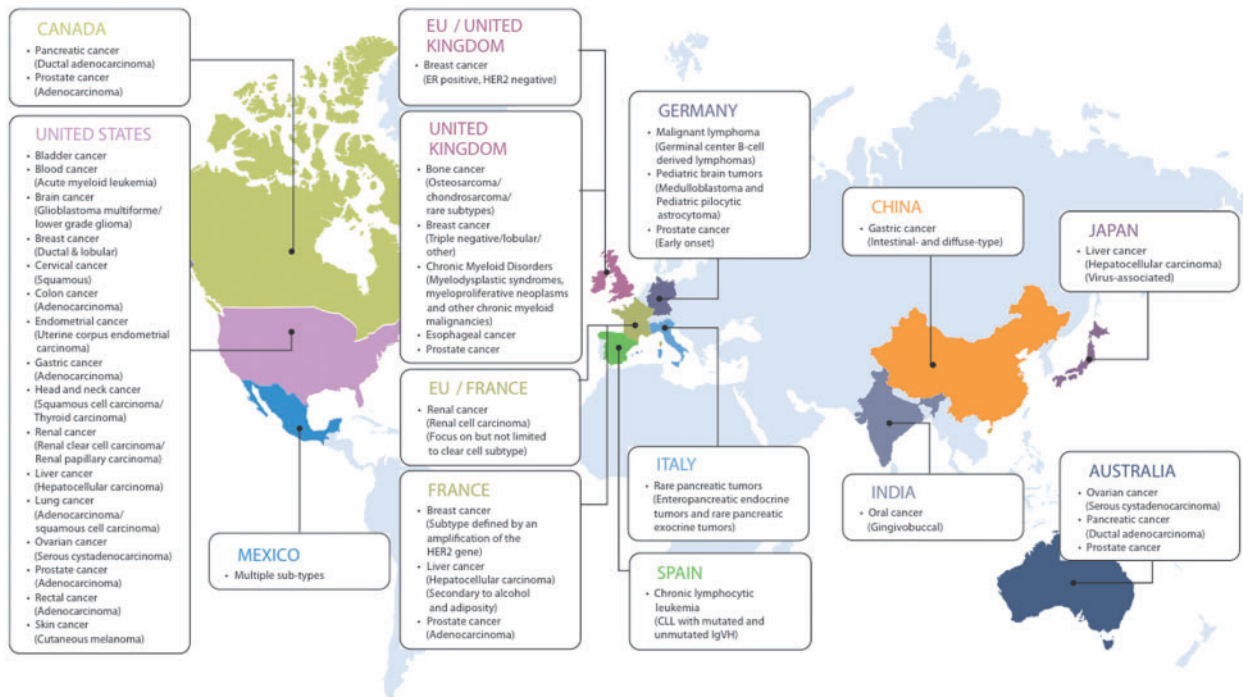 CANADA
• Pancreatic cancer
(Ductal adenocarcinoma)
• Prostate cancer
(Adenocarcinoma)
UNITED STATES
• Bladder cancer
• Blood cancer
(Acute myeloid leukemia)
• Brain cancer
(Glioblastoma multiforme/
lower grade glioma)
• Breast cancer
(Ductal & lobular)
• Cervical cancer
(Squamous)
• Colon cancer
(Adenocarcinoma)
• Endometrial cancer
(Uterine corpus endometrial
carcinoma)
• Gastric cancer
(Adenocarcinoma)
• Head and neck cancer
(Squamous cell carcinoma/
Thyroid carcinoma)
• Renal cancer
(Renal clear cell carcinoma/
Renal papillary carcinoma)
• Liver cancer
(Hepatocellular carcinoma)
• Lung cancer
(Adenocarcinoma/
squamous cell carcinoma)
• Ovarian cancer
(Serous cystadenocarcinoma)
• Prostate cancer
(Adenocarcinoma)
• Rectal cancer
(Adenocarcinoma)
• Skin cancer
(Cutaneous melanoma)
MEXICO
• Multiple sub-types
EU / UNITED
KINGDOM
• Breast cancer
(ER positive, HER2 negative)
UNITED
KINGDOM
• Bone cancer
(Osteosarcoma/
chondrosarcoma/
rare subtypes)
• Breast cancer
(Triple negative/lobular/
other)
• Chronic Myeloid Disorders
(Myelodysplastic syndromes,
myeloproliferative neoplasms
and other chronic myeloid
malignancies)
• Esophageal cancer
• Prostate cancer
EU / FRANCE
• Renal cancer
(Renal cell carcinoma)
(Focus on but not limited
to clear cell subtype)
FRANCE
• Breast cancer
(Subtype defined by an
amplification of the
HER2 gene)
• Liver cancer
(Hepatocellular carcinoma)
(Secondary to alcohol
and adiposity)
• Prostate cancer
(Adenocarcinoma)
GERMANY
• Malignant lymphoma
(Germinal center B-cell
derived lymphomas)
• Pediatric brain tumors
(Medulloblastoma and
Pediatric pilocytic
astrocytoma)
• Prostate cancer
(Early onset)
ITALY
• Rare pancreatic tumors
(Enteropancreatic endocrine
tumors and rare pancreatic
exocrine tumors)
SPAIN
• Chronic lymphocytic
leukemia
(CLL with mutated and
unmutated IgVH)
CHINA
• Gastric cancer
(Intestinal- and diffuse-type)
JAPAN
• Liver cancer
(Hepatocellular carcinoma)
(Virus-associated)
INDIA
• Oral cancer
(Gingivobuccal)
AUSTRALIA
• Ovarian cancer
(Serous cystadenocarcinoma)
• Pancreatic cancer
(Ductal adenocarcinoma)
• Prostate cancer